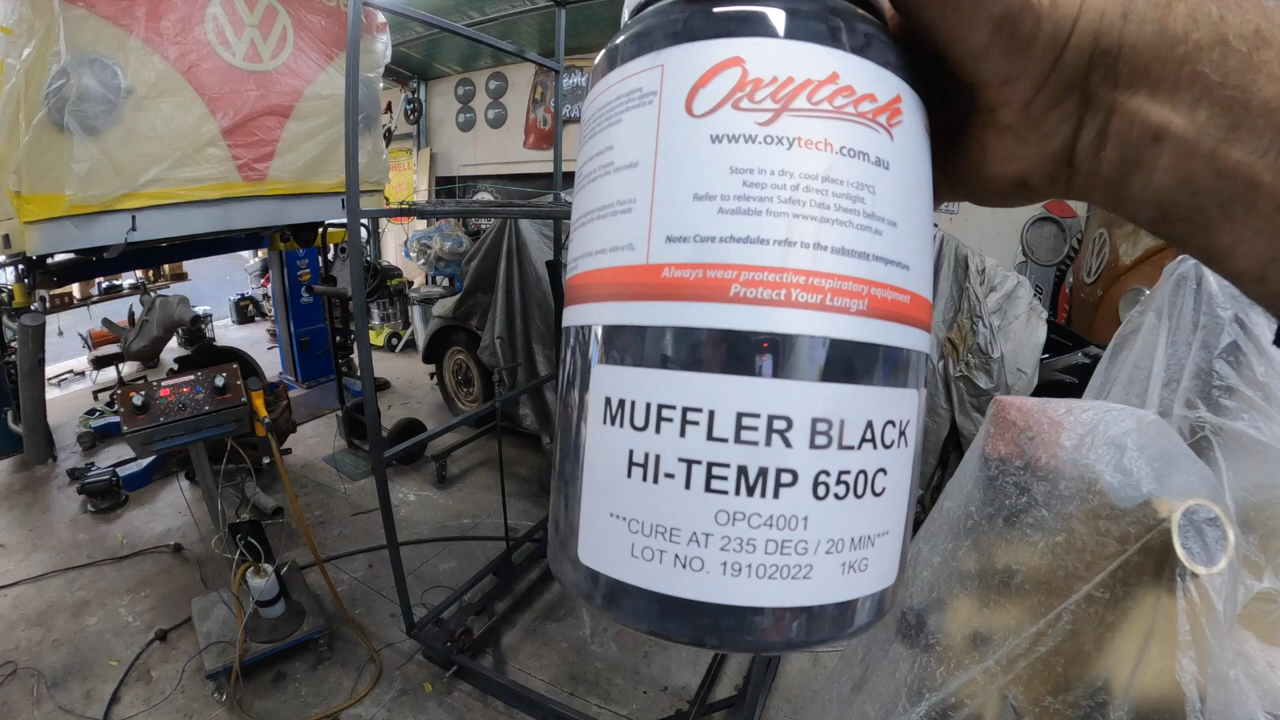 VW
Oxytech
www.oxytech.com.au
Store in a dry, cool place (<25°C).
Keep out of direct sunlight.
Refer to relevant Safety Data Sheets before use.
Available from www.oxytech.com.au
Note: Cure schedules refer to the substrate temperature
Always wear protective respiratory equipment
Protect Your Lungs!
MUFFLER BLACK
HI-TEMP 650C
OPC4001
***CURE AT 235 DEG / 20 MIN***
LOT NO. 19102022 1KG
VW